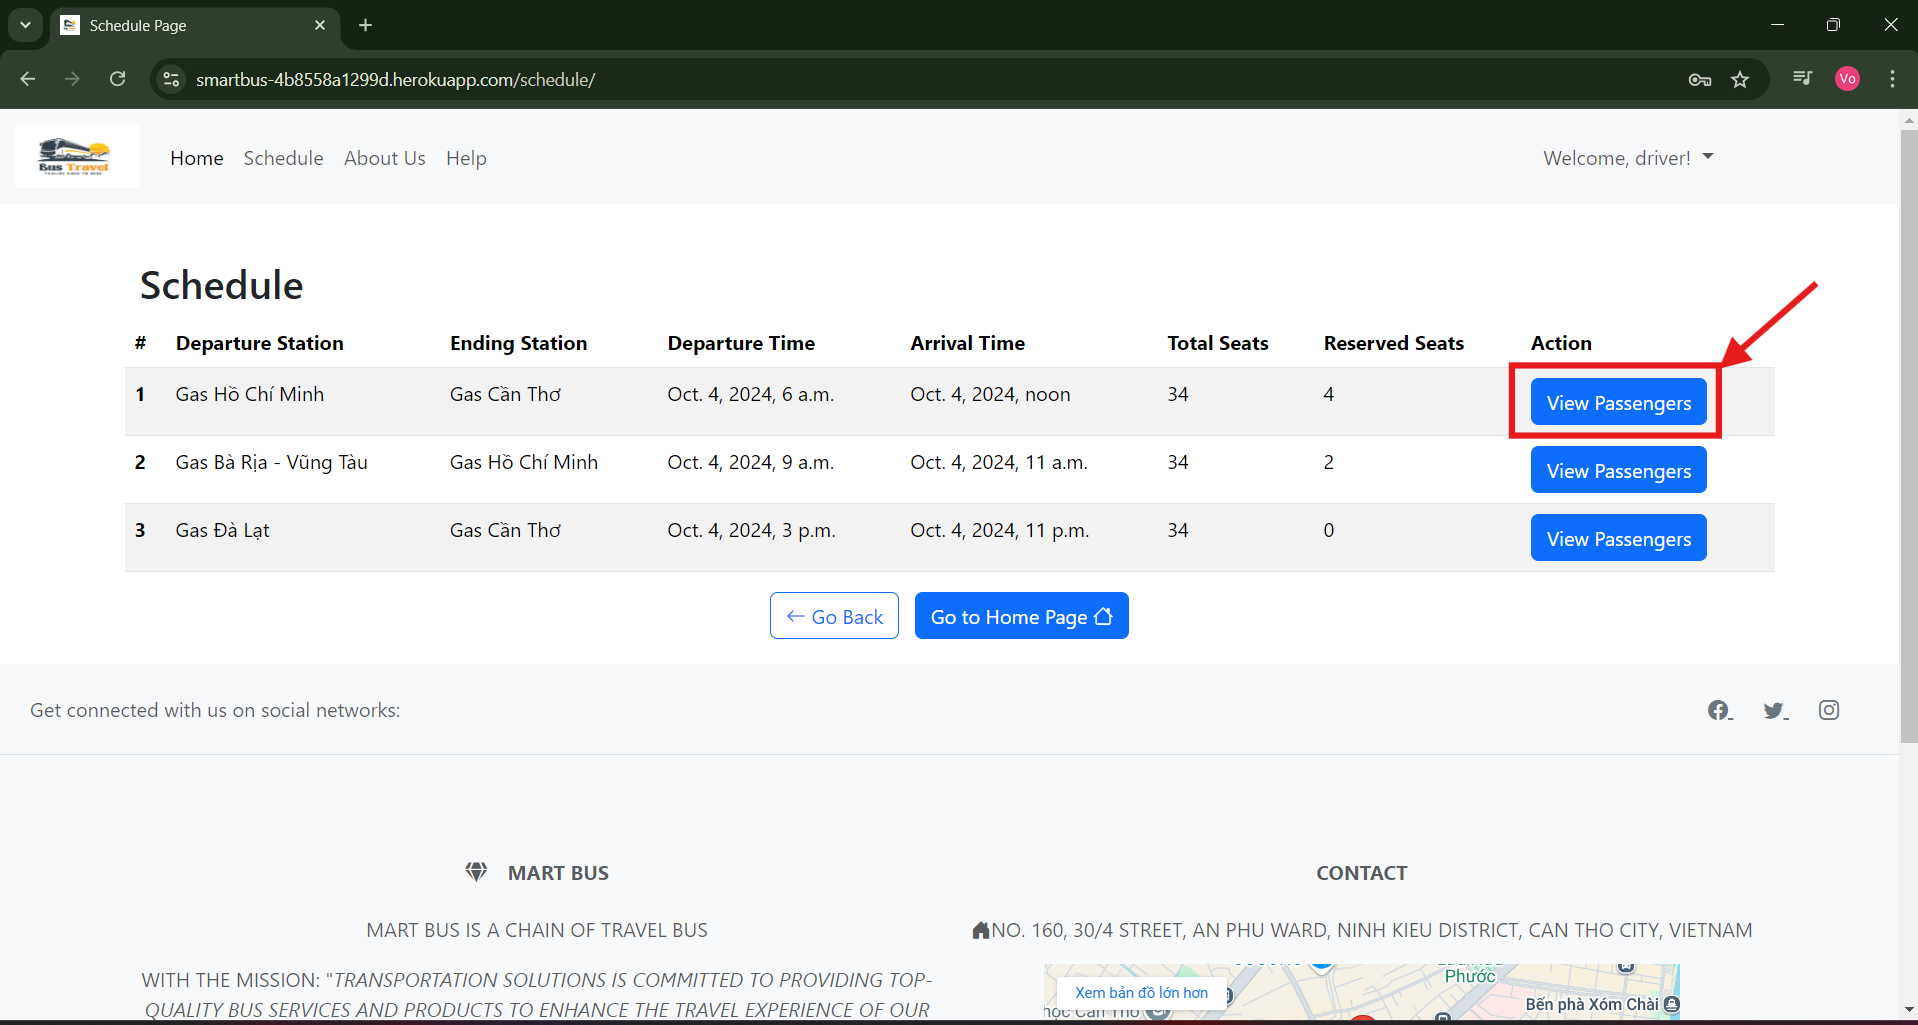 Schedule Page
smartbus-4b8558a1299d.herokuapp.com/schedule/
Vo
Bus Travel
Home Schedule About Us Help Welcome, driver!
Schedule
# Departure Station Ending Station Departure Time Arrival Time Total Seats Reserved Seats Action
1 Gas Hồ Chí Minh Gas Cần Thơ Oct. 4, 2024, 6 a.m. Oct. 4, 2024, noon 34 4 View Passengers
2 Gas Bà Rịa - Vũng Tàu Gas Hồ Chí Minh Oct. 4, 2024, 9 a.m. Oct. 4, 2024, 11 a.m. 34 2 View Passengers
3 Gas Đà Lạt Gas Cần Thơ Oct. 4, 2024, 3 p.m. Oct. 4, 2024, 11 p.m. 34 0 View Passengers
Go Back Go to Home Page
Get connected with us on social networks:
MART BUS
MART BUS IS A CHAIN OF TRAVEL BUS
WITH THE MISSION: "TRANSPORTATION SOLUTIONS IS COMMITTED TO PROVIDING TOP-
QUALITY BUS SERVICES AND PRODUCTS TO ENHANCE THE TRAVEL EXPERIENCE OF OUR
CONTACT
NO. 160, 30/4 STREET, AN PHU WARD, NINH KIEU DISTRICT, CAN THO CITY, VIETNAM
Phước
Xem bản đồ lớn hơn
Bến phà Xóm Chài